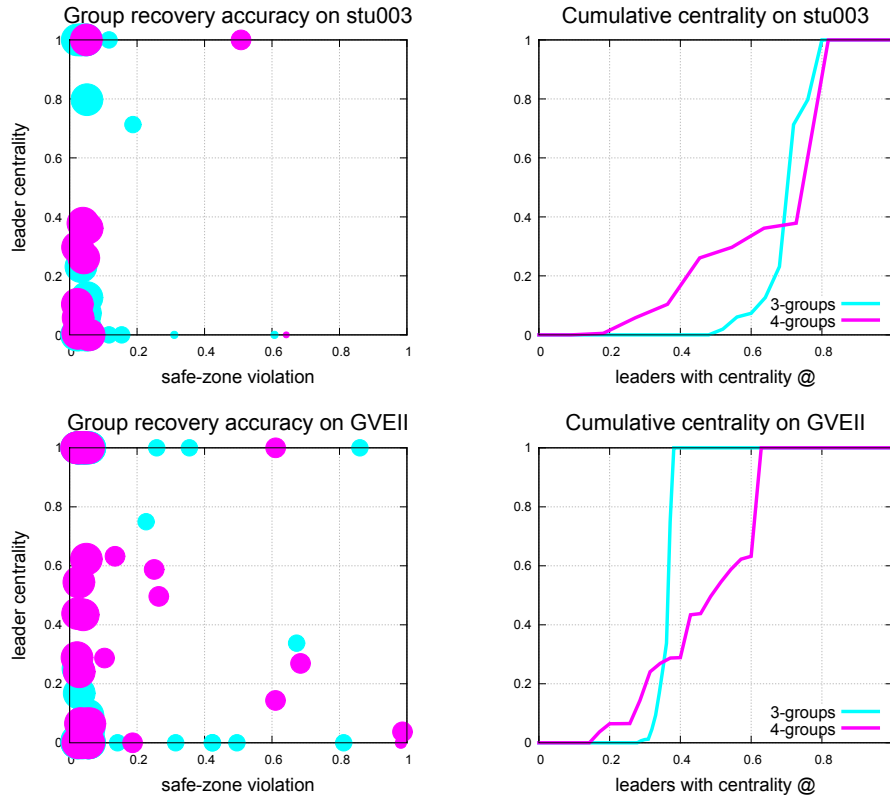 Group recovery accuracy on stu003
1
0.8
0.6
0.4
0.2
0
leader centrality
0 0.2 0.4 0.6 0.8 1
safe-zone violation
Cumulative centrality on stu003
1
0.8
0.6
0.4
0.2
0
3-groups
4-groups
0 0.2 0.4 0.6 0.8
leaders with centrality @
Group recovery accuracy on GVEII
1
0.8
0.6
0.4
0.2
0
leader centrality
0 0.2 0.4 0.6 0.8 1
safe-zone violation
Cumulative centrality on GVEII
1
0.8
0.6
0.4
0.2
0
3-groups
4-groups
0 0.2 0.4 0.6 0.8
leaders with centrality @